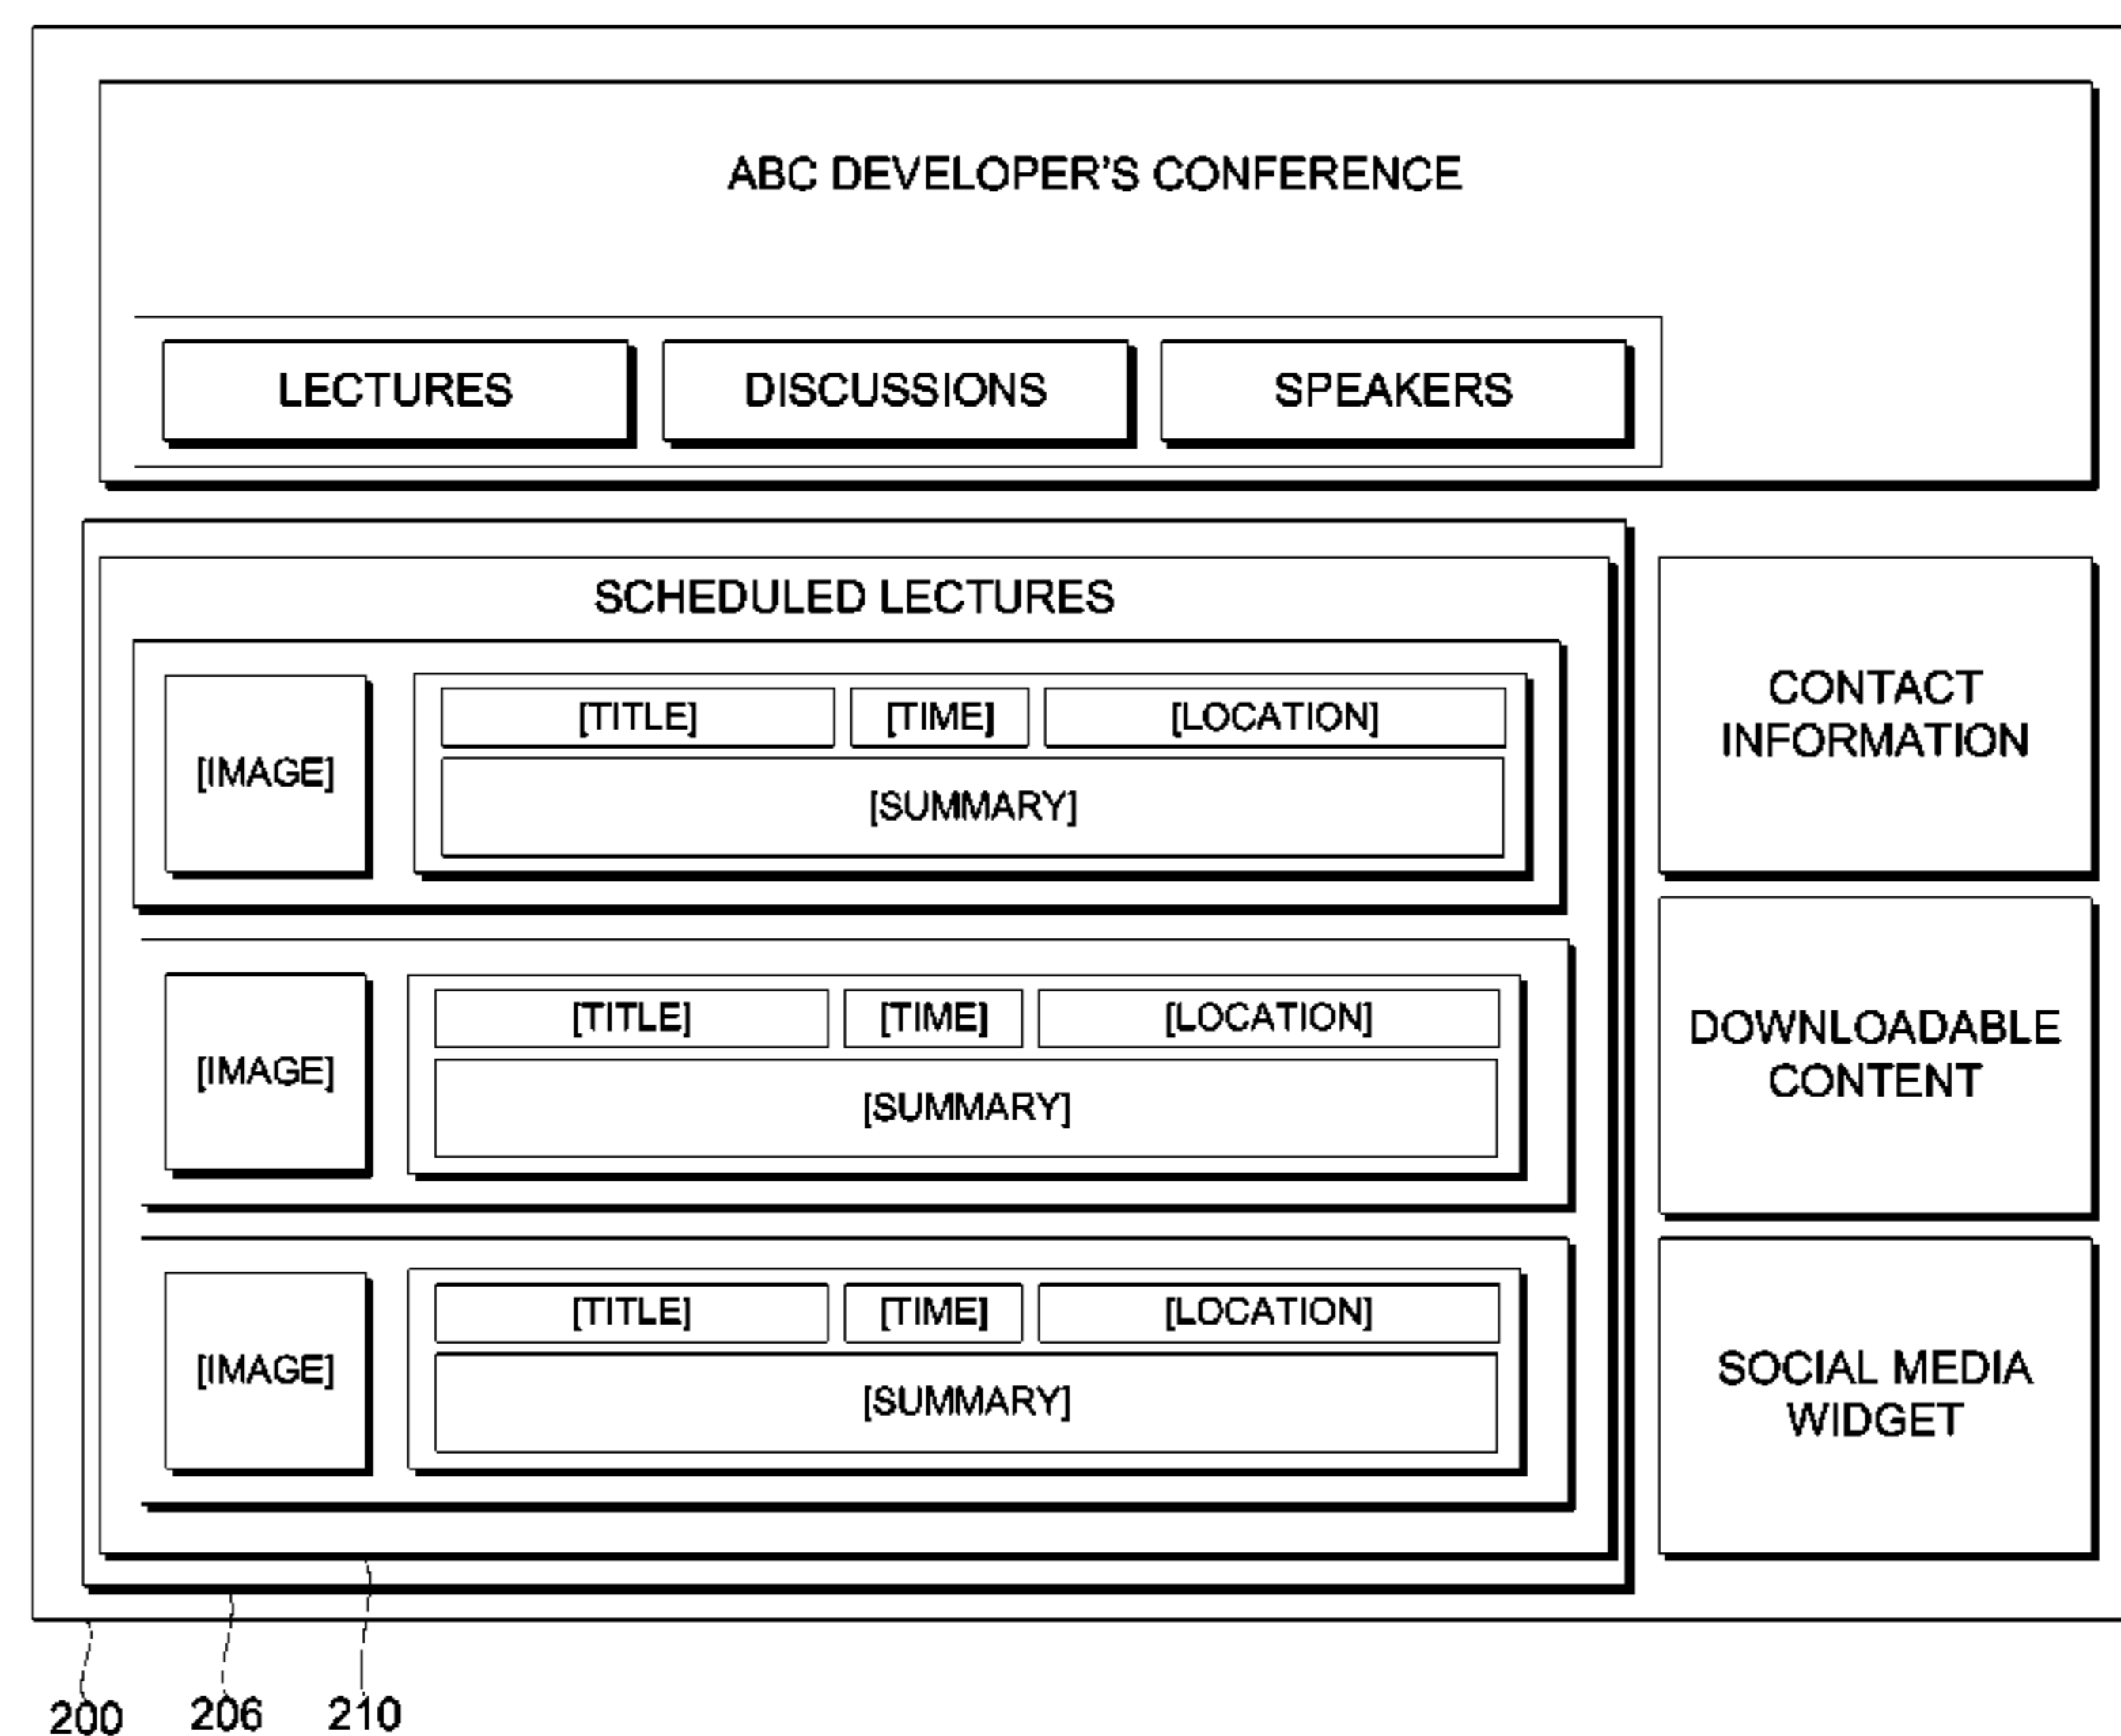 ABC DEVELOPER'S CONFERENCE
LECTURES DISCUSSIONS SPEAKERS
SCHEDULED LECTURES
[IMAGE]
[TITLE] [TIME] [LOCATION]
[SUMMARY]
[IMAGE]
[TITLE] [TIME] [LOCATION]
[SUMMARY]
[IMAGE]
[TITLE] [TIME] [LOCATION]
[SUMMARY]
CONTACT
INFORMATION
DOWNLOADABLE
CONTENT
SOCIAL MEDIA
WIDGET
200 206 210